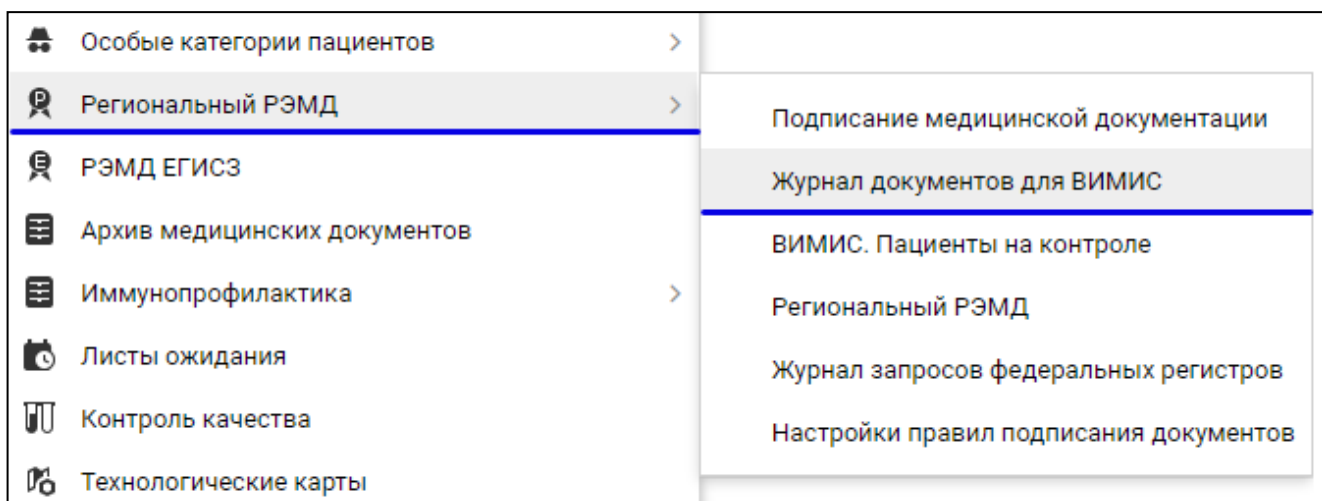 Особые категории пациентов
Региональный РЭМД
РЭМД ЕГИСЗ
Архив медицинских документов
Иммунопрофилактика
Листы ожидания
Контроль качества
Технологические карты
Подписание медицинской документации
Журнал документов для ВИМИС
ВИМИС. Пациенты на контроле
Региональный РЭМД
Журнал запросов федеральных регистров
Настройки правил подписания документов